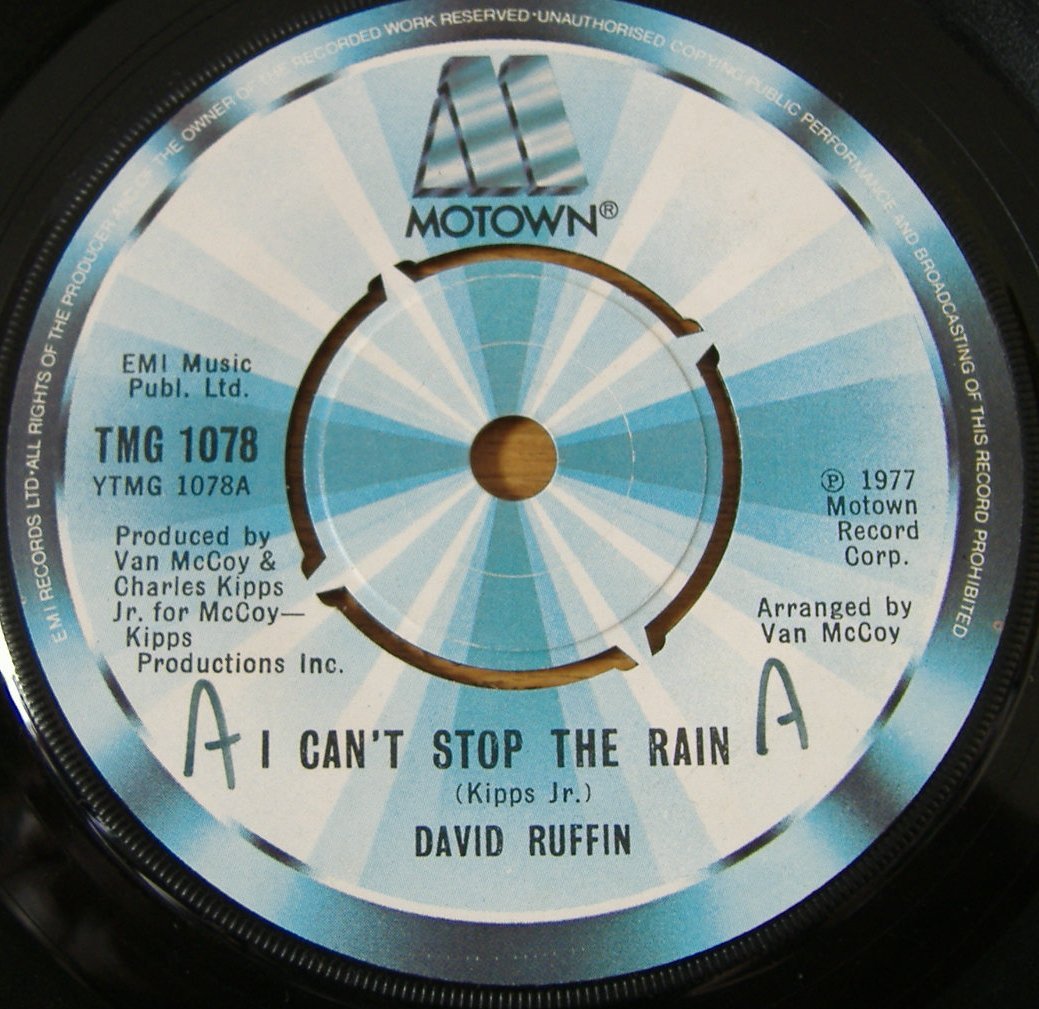 EMI RECORDS LTD·ALL RIGHTS OF THE PRODUCER AND OF THE OWNER OF THE RECORDED WORK RESERVED·UNAUTHORISED COPYING PUBLIC PERFORMANCE AND BROADCASTING OF THIS RECORD PROHIBITED
MOTOWN®
EMI Music
Publ. Ltd.
TMG 1078
YTMG 1078A
Produced by
Van McCoy &
Charles Kipps
Jr. for McCoy—
Kipps
Productions Inc.
℗ 1977
Motown
Record
Corp.
Arranged by
Van McCoy
A I CAN'T STOP THE RAIN A
(Kipps Jr.)
DAVID RUFFIN